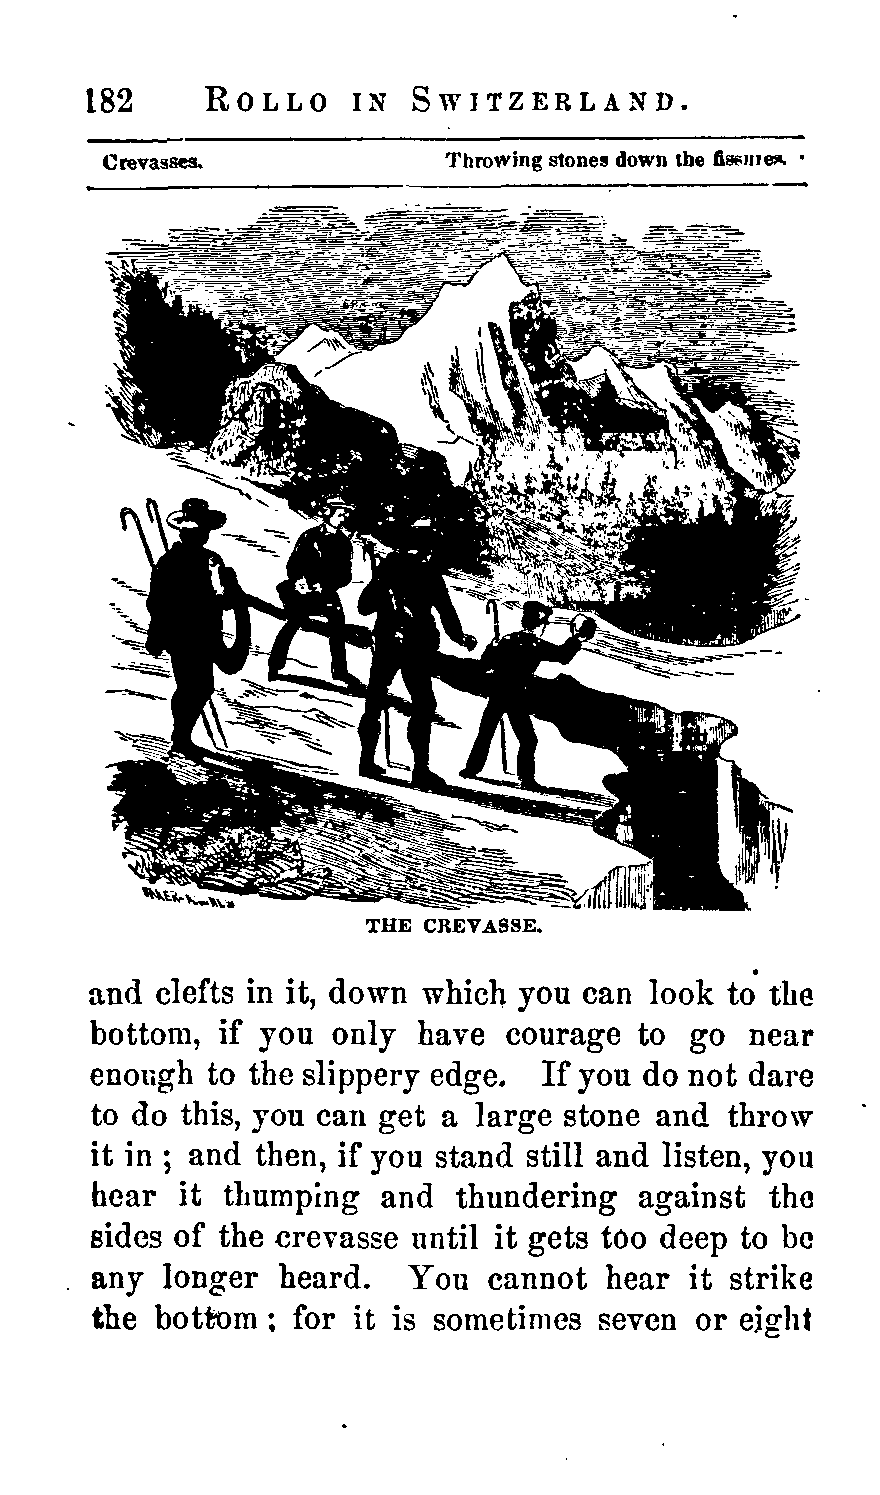 182 ROLLO IN SWITZERLAND.
Crevasses. Throwing stones down the fissures.
THE CREVASSE.
and clefts in it, down which you can look to the
bottom, if you only have courage to go near
enough to the slippery edge. If you do not dare
to do this, you can get a large stone and throw
it in ; and then, if you stand still and listen, you
hear it thumping and thundering against the
sides of the crevasse until it gets too deep to be
any longer heard. You cannot hear it strike
the bottom ; for it is sometimes seven or eight